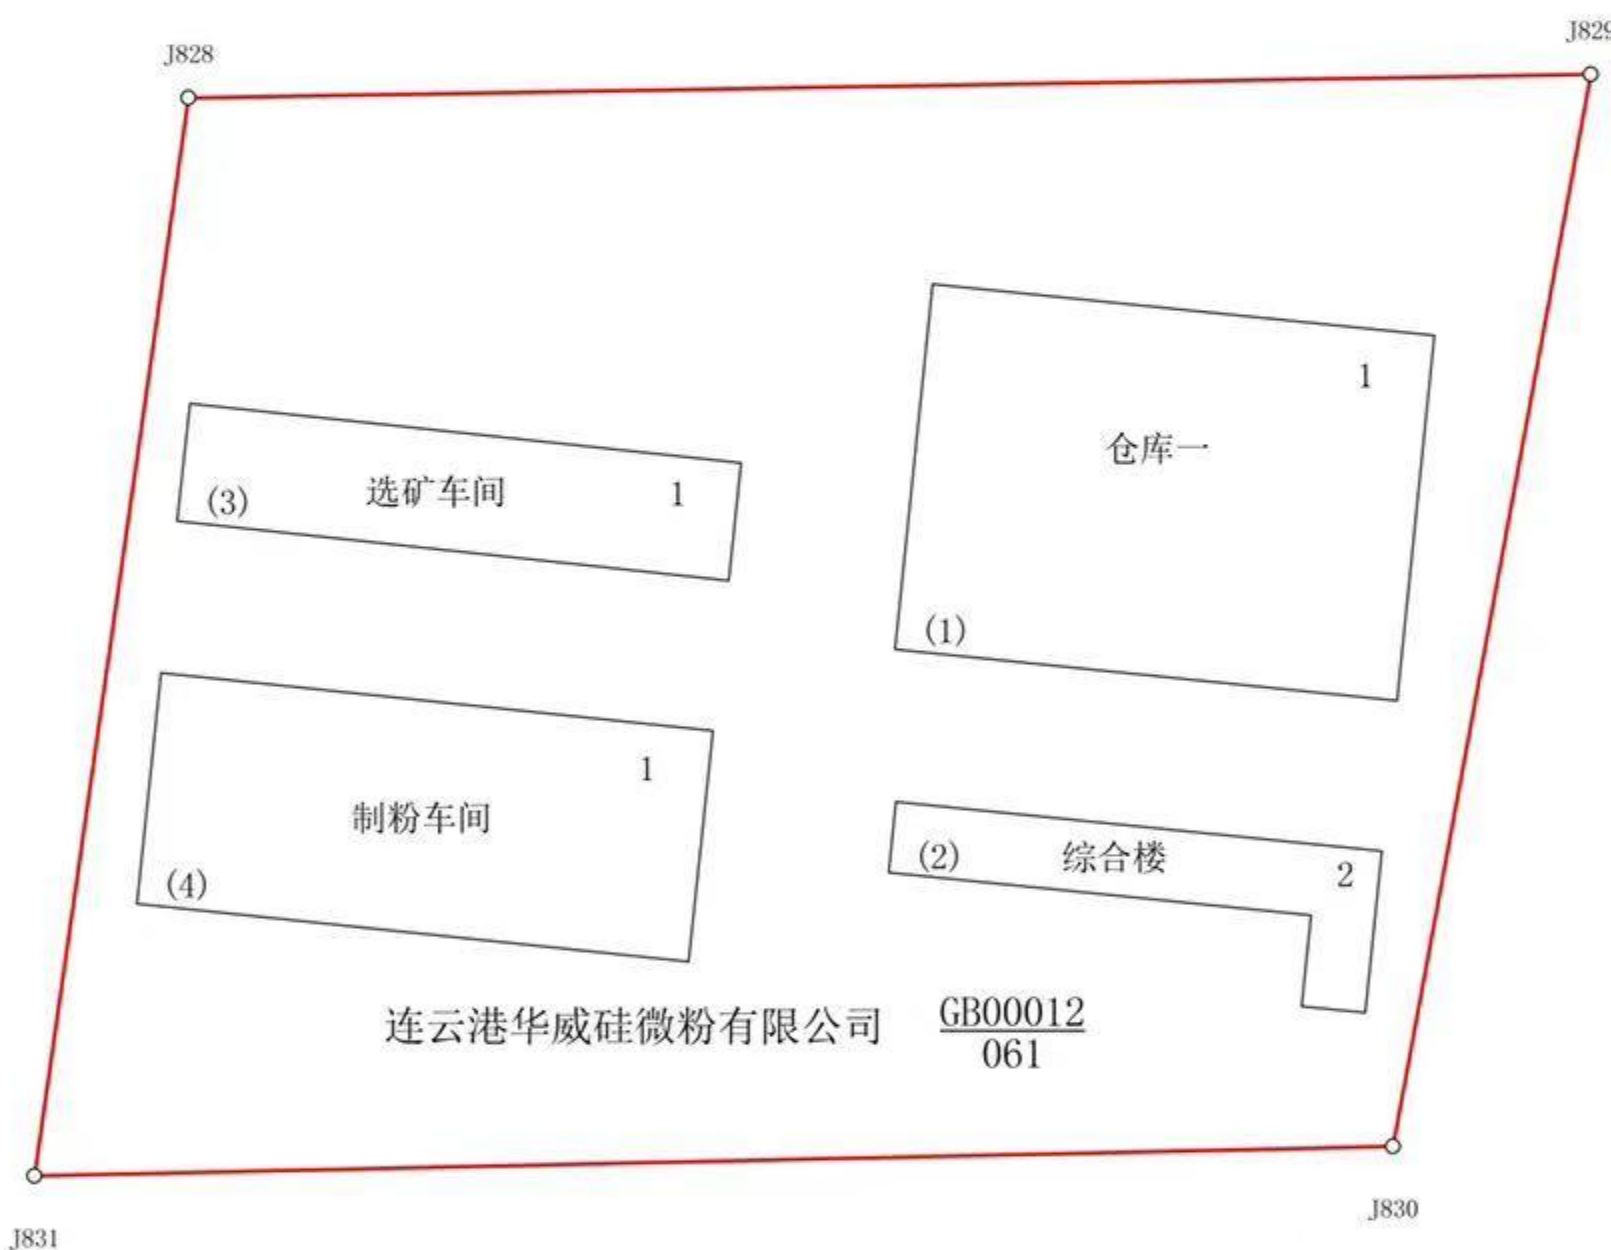 J828
J829
1
仓库一
(1)
(3)
选矿车间
1
1
制粉车间
(4)
(2)
综合楼
2
连云港华威硅微粉有限公司
GB00012
061
J830
J831